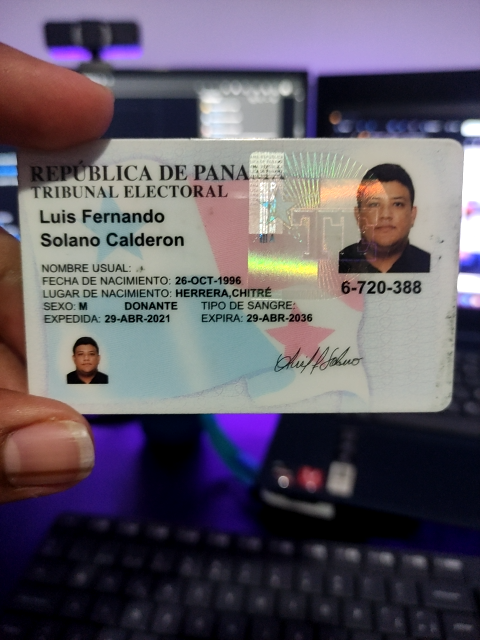 REPÚBLICA DE PANAMÁ
TRIBUNAL ELECTORAL
Luis Fernando
Solano Calderon
NOMBRE USUAL:
FECHA DE NACIMIENTO: 26-OCT-1996
LUGAR DE NACIMIENTO: HERRERA,CHITRÉ
SEXO: M DONANTE TIPO DE SANGRE:
EXPEDIDA: 29-ABR-2021 EXPIRA: 29-ABR-2036
6-720-388